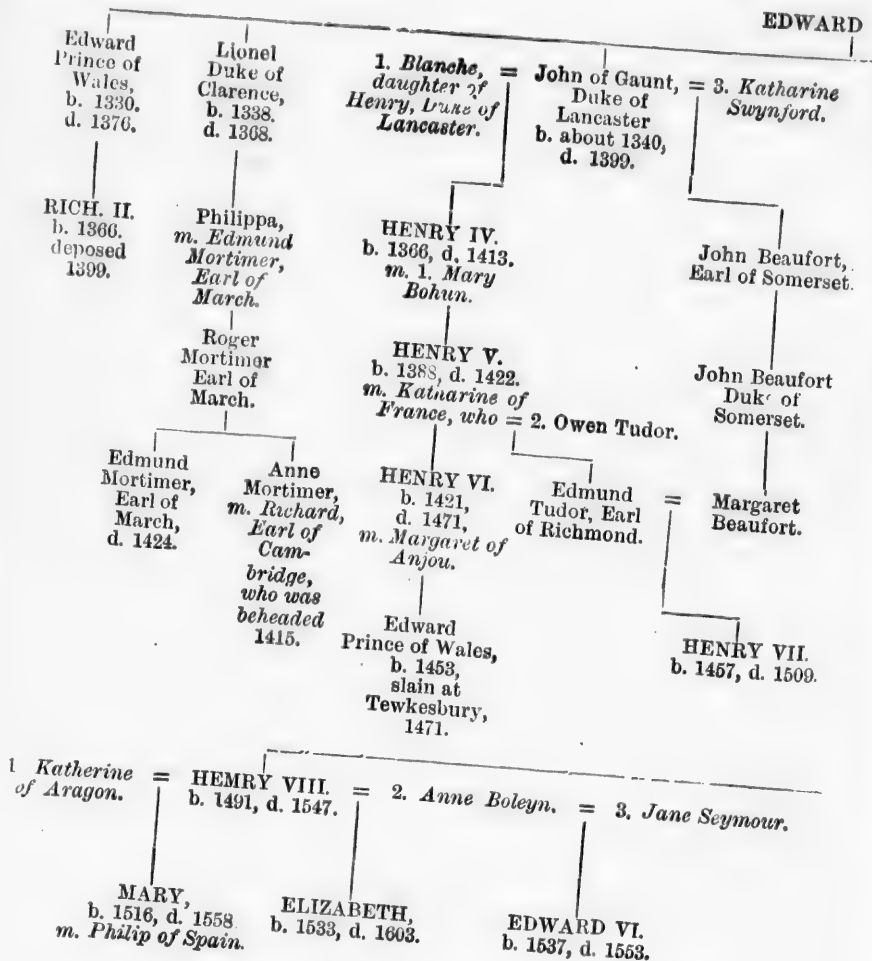 EDWARD
Edward
Prince of
Wales,
b. 1330.
d. 1376.
Lionel
Duke of
Clarence,
b. 1338.
d. 1368.
1. Blanche,
daughter of
Henry, Duke of
Lancaster.
=
John of Gaunt,
Duke of
Lancaster
b. about 1340,
d. 1399.
= 3. Katharine
Swynford.
RICH. II.
b. 1366.
deposed
1399.
Philippa,
m. Edmund
Mortimer,
Earl of
March.
HENRY IV.
b. 1366, d. 1413.
m. 1. Mary
Bohun.
John Beaufort,
Earl of Somerset.
Roger
Mortimer
Earl of
March.
HENRY V.
b. 1388, d. 1422.
m. Katharine of
France, who = 2. Owen Tudor.
John Beaufort
Duke of
Somerset.
Edmund
Mortimer,
Earl of
March,
d. 1424.
Anne
Mortimer,
m. Richard,
Earl of
Cam-
bridge,
who was
beheaded
1415.
HENRY VI.
b. 1421,
d. 1471,
m. Margaret of
Anjou.
Edmund
Tudor, Earl
of Richmond.
=
Margaret
Beaufort.
Edward
Prince of Wales,
b. 1453,
slain at
Tewkesbury,
1471.
HENRY VII.
b. 1457, d. 1509.
1 Katherine
of Aragon.
= HEMRY VIII. =
b. 1491, d. 1547.
2. Anne Boleyn. = 3. Jane Seymour.
MARY,
b. 1516, d. 1558
m. Philip of Spain.
ELIZABETH,
b. 1533, d. 1603.
EDWARD VI.
b. 1537, d. 1553.